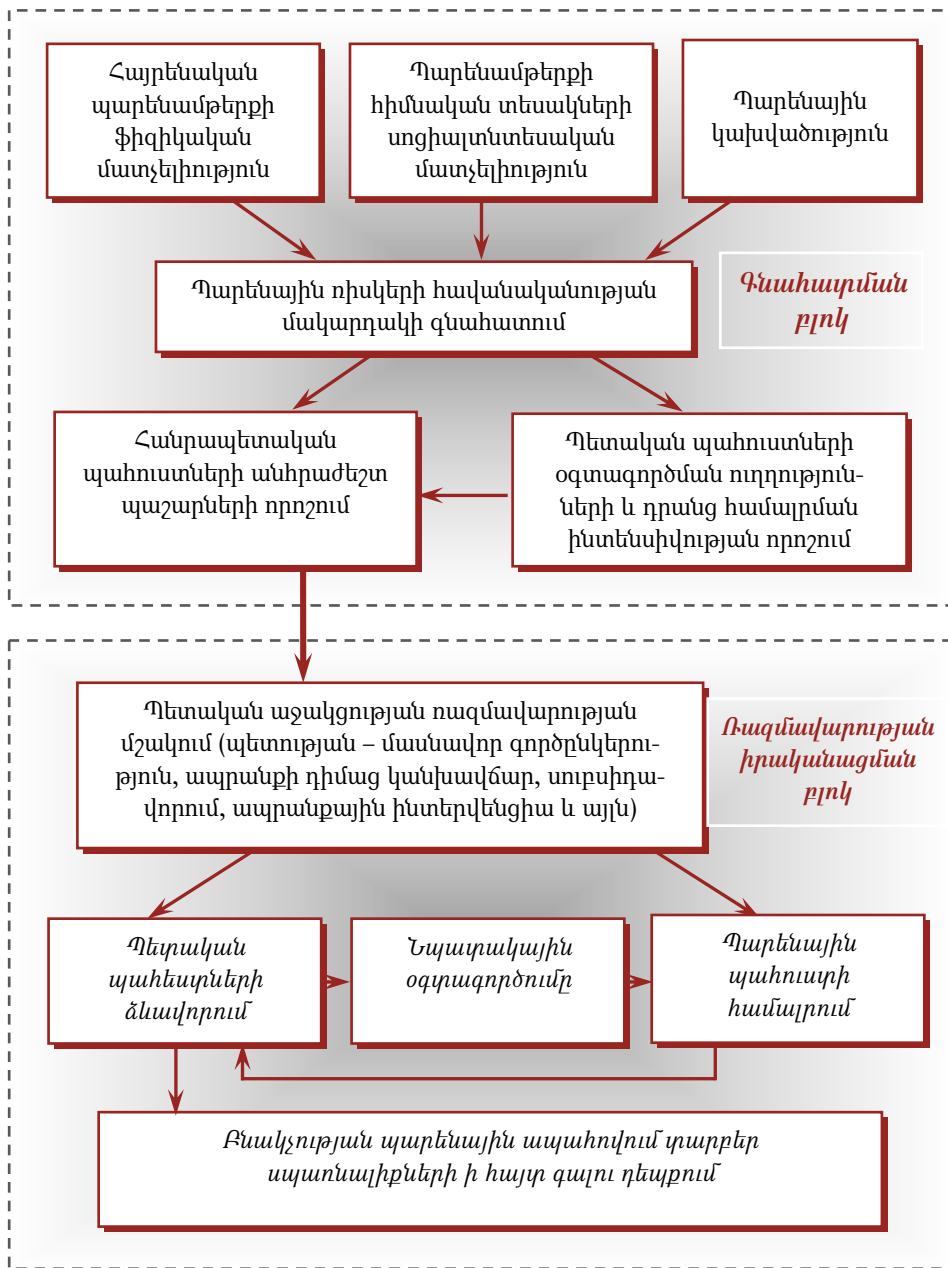 Հայրենական
պարենամթերքի
ֆիզիկական
մատչելիություն
Պարենամթերքի
հիմնական տեսակների
սոցիալտնտեսական
մատչելիություն
Պարենային
կախվածություն
Պարենային ռիսկերի հավանականության
մակարդակի գնահատում
Գնահատման
բլոկ
Հանրապետական
պահուստների անհրաժեշտ
պաշարների որոշում
Պետական պահուստների
օգտագործման ուղղություն-
ների և դրանց համալրման
ինտենսիվության որոշում
Պետական աջակցության ռազմավարության
մշակում (պետության – մասնավոր գործընկերու-
թյուն, ապրանքի դիմաց կանխավճար, սուբսիդա-
վորում, ապրանքային ինտերվենցիա և այլն)
Ռազմավարության
իրականացման
բլոկ
Պետական
պահեստների
ձևավորում
Նպատակային
օգտագործումը
Պարենային
պահուստի
համալրում
Բնակչության պարենային ապահովում տարբեր
սպառնալիքների ի հայտ գալու դեպքում